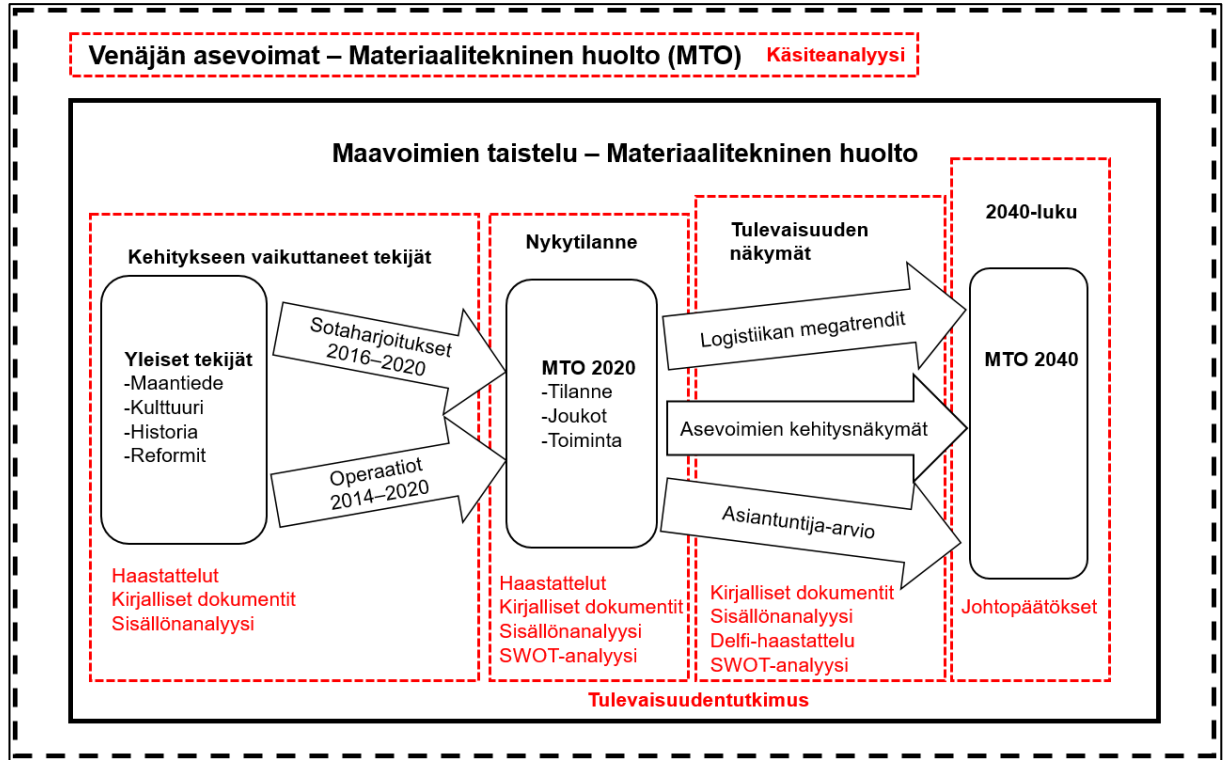 Venäjän asevoimat – Materiaalitekninen huolto (MTO) Käsiteanalyysi
Maavoimien taistelu – Materiaalitekninen huolto
Kehitykseen vaikuttaneet tekijät
Yleiset tekijät
-Maantiede
-Kulttuuri
-Historia
-Reformit
Sotaharjoitukset
2016–2020
Operaatiot
2014–2020
Haastattelut
Kirjalliset dokumentit
Sisällönanalyysi
Nykytilanne
MTO 2020
-Tilanne
-Joukot
-Toiminta
Haastattelut
Kirjalliset dokumentit
Sisällönanalyysi
SWOT-analyysi
Tulevaisuuden
näkymät
Logistiikan megatrendit
Asevoimien kehitysnäkymät
Asiantuntija-arvio
Kirjalliset dokumentit
Sisällönanalyysi
Delfi-haastattelu
SWOT-analyysi
2040-luku
MTO 2040
Johtopäätökset
Tulevaisuudentutkimus